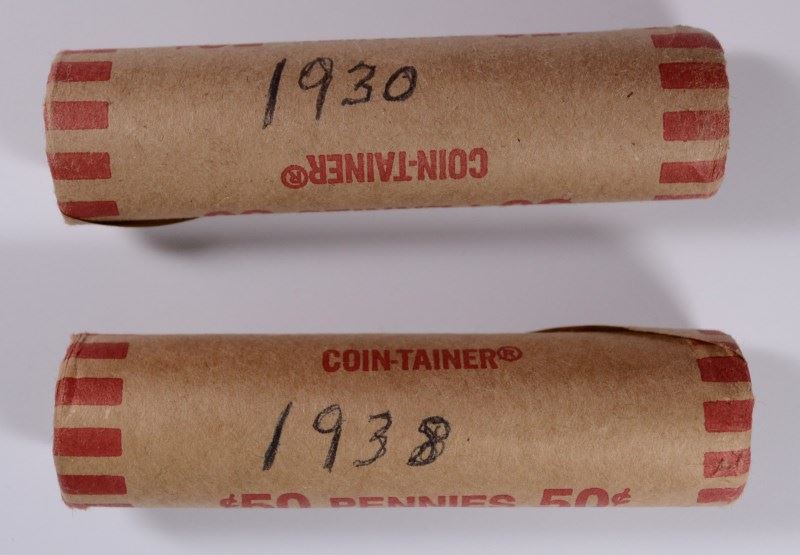 1930
COIN-TAINER®
COIN-TAINER®
1938
¢50 PENNIES 50¢